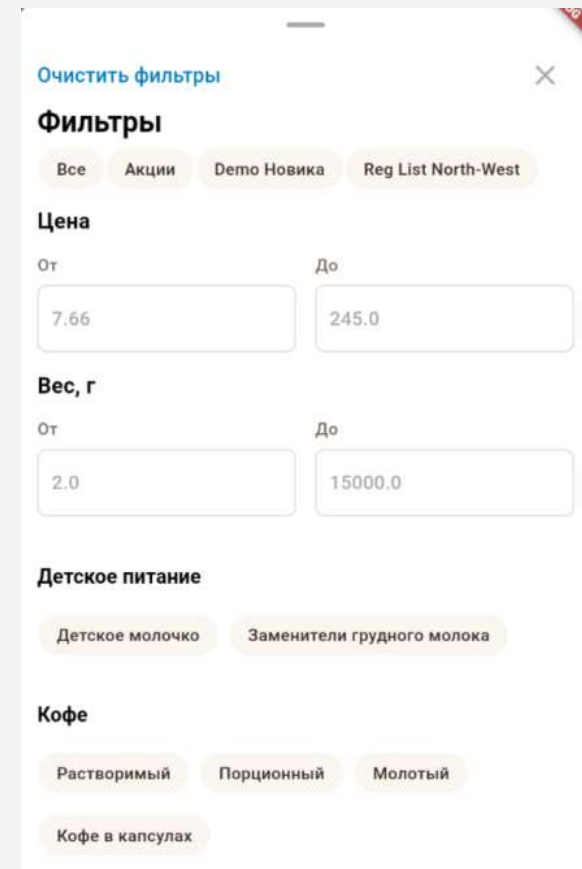 Очистить фильтры
Фильтры
Все Акции Demo Новика Reg List North-West
Цена
От До
7.66 245.0
Вес, г
От До
2.0 15000.0
Детское питание
Детское молочко Заменители грудного молока
Кофе
Растворимый Порционный Молотый
Кофе в капсулах